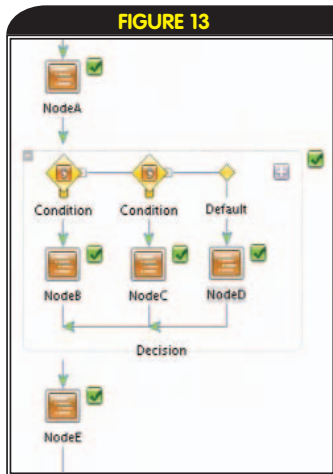 FIGURE 13
NodeA
Condition Condition Default
NodeB NodeC NodeD
Decision
NodeE